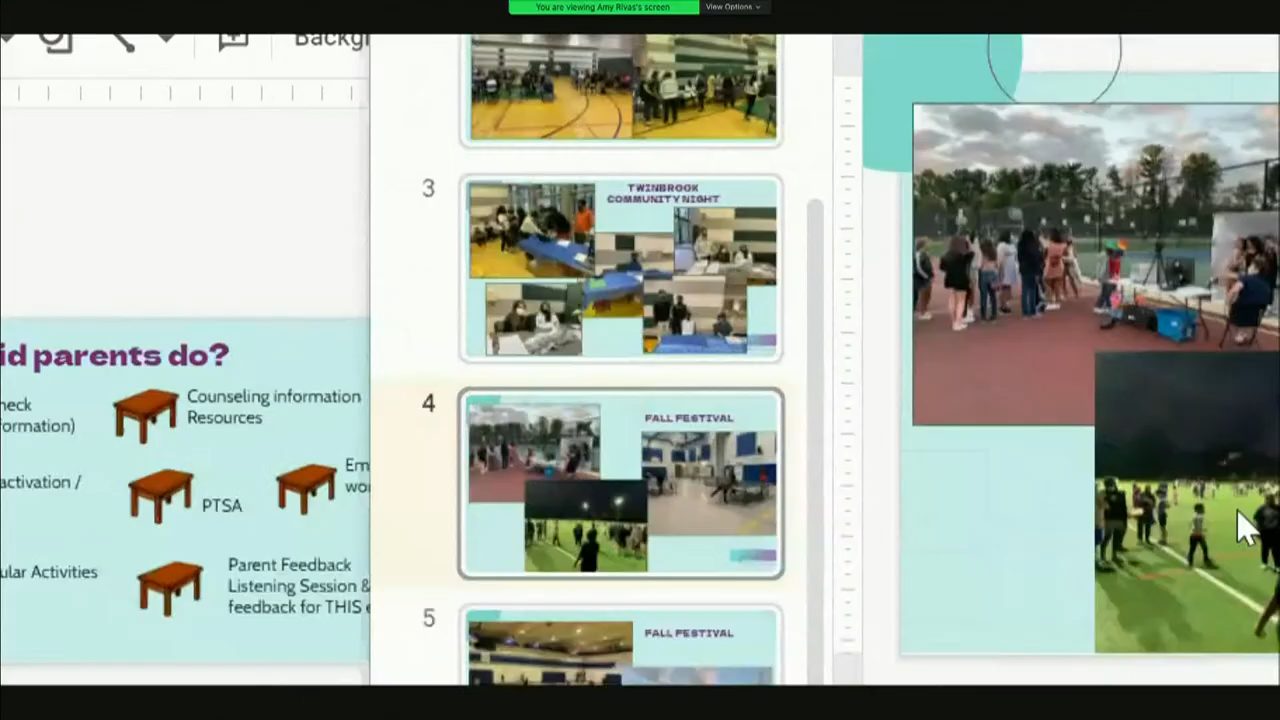 You are viewing Amy Rivas's screen
View Options
Backgr
id parents do?
heck
formation)
Counseling information
Resources
activation /
PTSA
Em
wo
ular Activities
Parent Feedback
Listening Session &
feedback for THIS e
3
TWINBROOK
COMMUNITY NIGHT
4
FALL FESTIVAL
5
FALL FESTIVAL